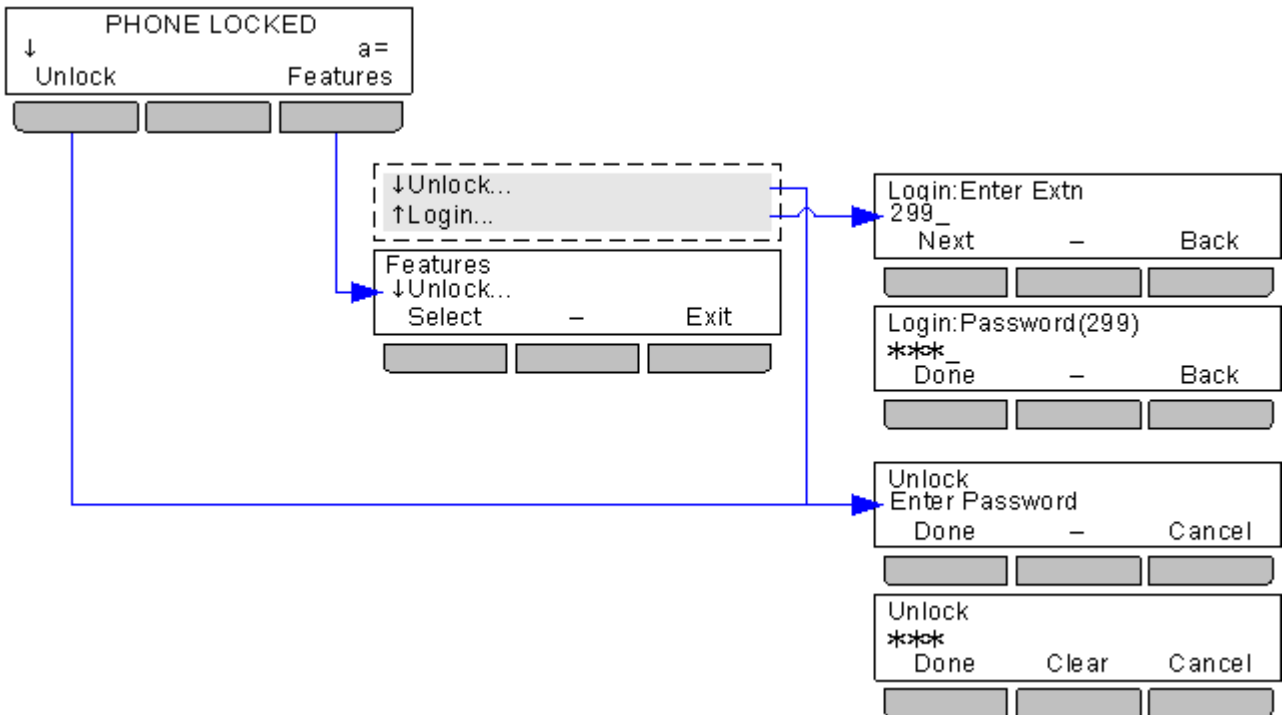 PHONE LOCKED
↓ a=
Unlock Features
↓Unlock...
↑Login...
Features
↓Unlock...
Select – Exit
Login:Enter Extn
299_
Next – Back
Login:Password(299)
***_
Done – Back
Unlock
Enter Password
Done – Cancel
Unlock
***
Done Clear Cancel